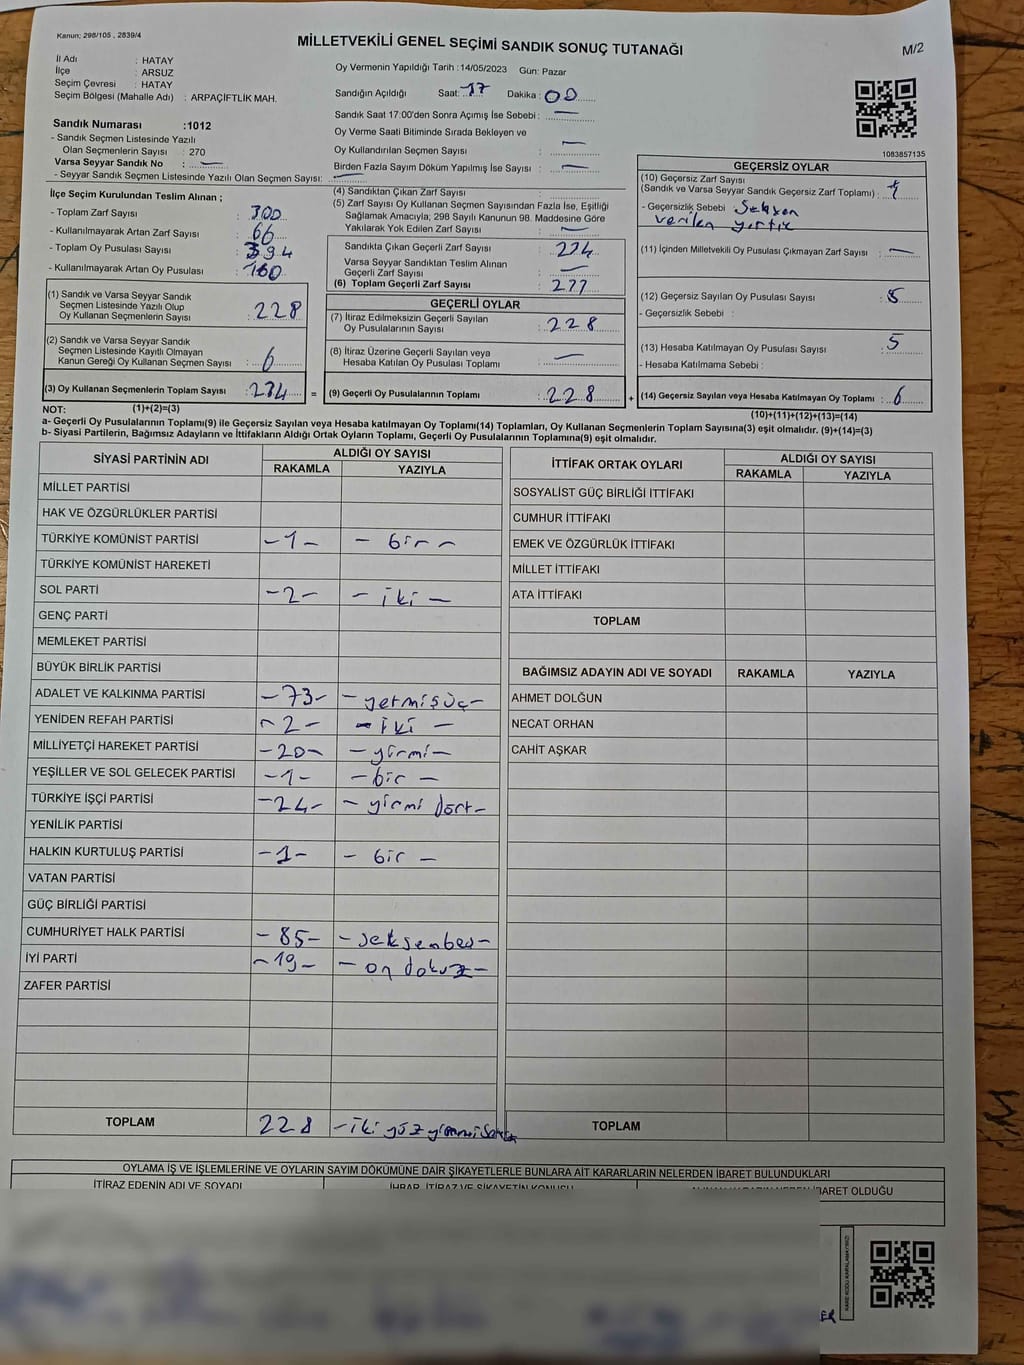 Kanun; 298/105 , 2839/4
MİLLETVEKİLİ GENEL SEÇİMİ SANDIK SONUÇ TUTANAĞI
M/2
İl Adı : HATAY
İlçe : ARSUZ
Seçim Çevresi : HATAY
Seçim Bölgesi (Mahalle Adı) : ARPAÇİFTLİK MAH.
Oy Vermenin Yapıldığı Tarih :14/05/2023 Gün: Pazar
Sandığın Açıldığı Saat: 17 Dakika: 00
Sandık Saat 17:00'den Sonra Açımış İse Sebebi : —
Oy Verme Saati Bitiminde Sırada Bekleyen ve
Oy Kullandırılan Seçmen Sayısı : —
Birden Fazla Sayım Döküm Yapılmış İse Sayısı : —
Sandık Numarası :1012
- Sandık Seçmen Listesinde Yazılı
Olan Seçmenlerin Sayısı : 270
Varsa Seyyar Sandık No : —
- Seyyar Sandık Seçmen Listesinde Yazılı Olan Seçmen Sayısı: —
1083857135
İlçe Seçim Kurulundan Teslim Alınan ;
- Toplam Zarf Sayısı : 300
- Kullanılmayarak Artan Zarf Sayısı : 66
- Toplam Oy Pusulası Sayısı : 394
- Kullanılmayarak Artan Oy Pusulası : 160
(1) Sandık ve Varsa Seyyar Sandık
Seçmen Listesinde Yazılı Olup
Oy Kullanan Seçmenlerin Sayısı : 228
(2) Sandık ve Varsa Seyyar Sandık
Seçmen Listesinde Kayıtlı Olmayan
Kanun Gereği Oy Kullanan Seçmen Sayısı : 6
(3) Oy Kullanan Seçmenlerin Toplam Sayısı : 234 =
(4) Sandıktan Çıkan Zarf Sayısı
(5) Zarf Sayısı Oy Kullanan Seçmen Sayısından Fazla İse, Eşitliği
Sağlamak Amacıyla; 298 Sayılı Kanunun 98. Maddesine Göre
Yakılarak Yok Edilen Zarf Sayısı : —
Sandıkta Çıkan Geçerli Zarf Sayısı : 234
Varsa Seyyar Sandıktan Teslim Alınan
Geçerli Zarf Sayısı : —
(6) Toplam Geçerli Zarf Sayısı :
GEÇERLİ OYLAR
(7) İtiraz Edilmeksizin Geçerli Sayılan
Oy Pusulalarının Sayısı : 228
(8) İtiraz Üzerine Geçerli Sayılan veya
Hesaba Katılan Oy Pusulası Toplamı : —
(9) Geçerli Oy Pusulalarının Toplamı : 228 +
GEÇERSİZ OYLAR
(10) Geçersiz Zarf Sayısı
(Sandık ve Varsa Seyyar Sandık Geçersiz Zarf Toplamı) : 1
- Geçersizlik Sebebi : verilen yırtık
(11) İçinden Milletvekili Oy Pusulası Çıkmayan Zarf Sayısı : —
(12) Geçersiz Sayılan Oy Pusulası Sayısı : 5
- Geçersizlik Sebebi :
(13) Hesaba Katılmayan Oy Pusulası Sayısı : 5
- Hesaba Katılmama Sebebi :
(14) Geçersiz Sayılan veya Hesaba Katılmayan Oy Toplamı : 6
NOT: (1)+(2)=(3) (10)+(11)+(12)+(13)=(14)
a- Geçerli Oy Pusulalarının Toplamı(9) ile Geçersiz Sayılan veya Hesaba katılmayan Oy Toplamı(14) Toplamları, Oy Kullanan Seçmenlerin Toplam Sayısına(3) eşit olmalıdır. (9)+(14)=(3)
b- Siyasi Partilerin, Bağımsız Adayların ve İttifakların Aldığı Ortak Oyların Toplamı, Geçerli Oy Pusulalarının Toplamına(9) eşit olmalıdır.
SİYASİ PARTİNİN ADI ALDIĞI OY SAYISI
RAKAMLA YAZIYLA
MİLLET PARTİSİ
HAK VE ÖZGÜRLÜKLER PARTİSİ
TÜRKİYE KOMÜNİST PARTİSİ -1- - bir -
TÜRKİYE KOMÜNİST HAREKETİ
SOL PARTİ -2- - iki -
GENÇ PARTİ
MEMLEKET PARTİSİ
BÜYÜK BİRLİK PARTİSİ
ADALET VE KALKINMA PARTİSİ -73- - yetmişüç -
YENİDEN REFAH PARTİSİ -2- - iki -
MİLLİYETÇİ HAREKET PARTİSİ -20- - yirmi -
YEŞİLLER VE SOL GELECEK PARTİSİ -1- - bir -
TÜRKİYE İŞÇİ PARTİSİ -24- - yirmi dört -
YENİLİK PARTİSİ
HALKIN KURTULUŞ PARTİSİ -1- - bir -
VATAN PARTİSİ
GÜÇ BİRLİĞİ PARTİSİ
CUMHURİYET HALK PARTİSİ -85- - seksenbeş -
İYİ PARTİ -19- - on dokuz -
ZAFER PARTİSİ
TOPLAM 228 - iki yüz yirmi sekiz
İTTİFAK ORTAK OYLARI ALDIĞI OY SAYISI
RAKAMLA YAZIYLA
SOSYALİST GÜÇ BİRLİĞİ İTTİFAKI
CUMHUR İTTİFAKI
EMEK VE ÖZGÜRLÜK İTTİFAKI
MİLLET İTTİFAKI
ATA İTTİFAKI
TOPLAM
BAĞIMSIZ ADAYIN ADI VE SOYADI RAKAMLA YAZIYLA
AHMET DOLĞUN
NECAT ORHAN
CAHİT AŞKAR
TOPLAM
OYLAMA İŞ VE İŞLEMLERİNE VE OYLARIN SAYIM DÖKÜMÜNE DAİR ŞİKAYETLERLE BUNLARA AİT KARARLARIN NELERDEN İBARET BULUNDUKLARI
İTİRAZ EDENİN ADI VE SOYADI İHBAR, İTİRAZ VE ŞİKAYETİN KONUSU İBARET OLDUĞU
KARE KODU KARALAMAYINIZ!